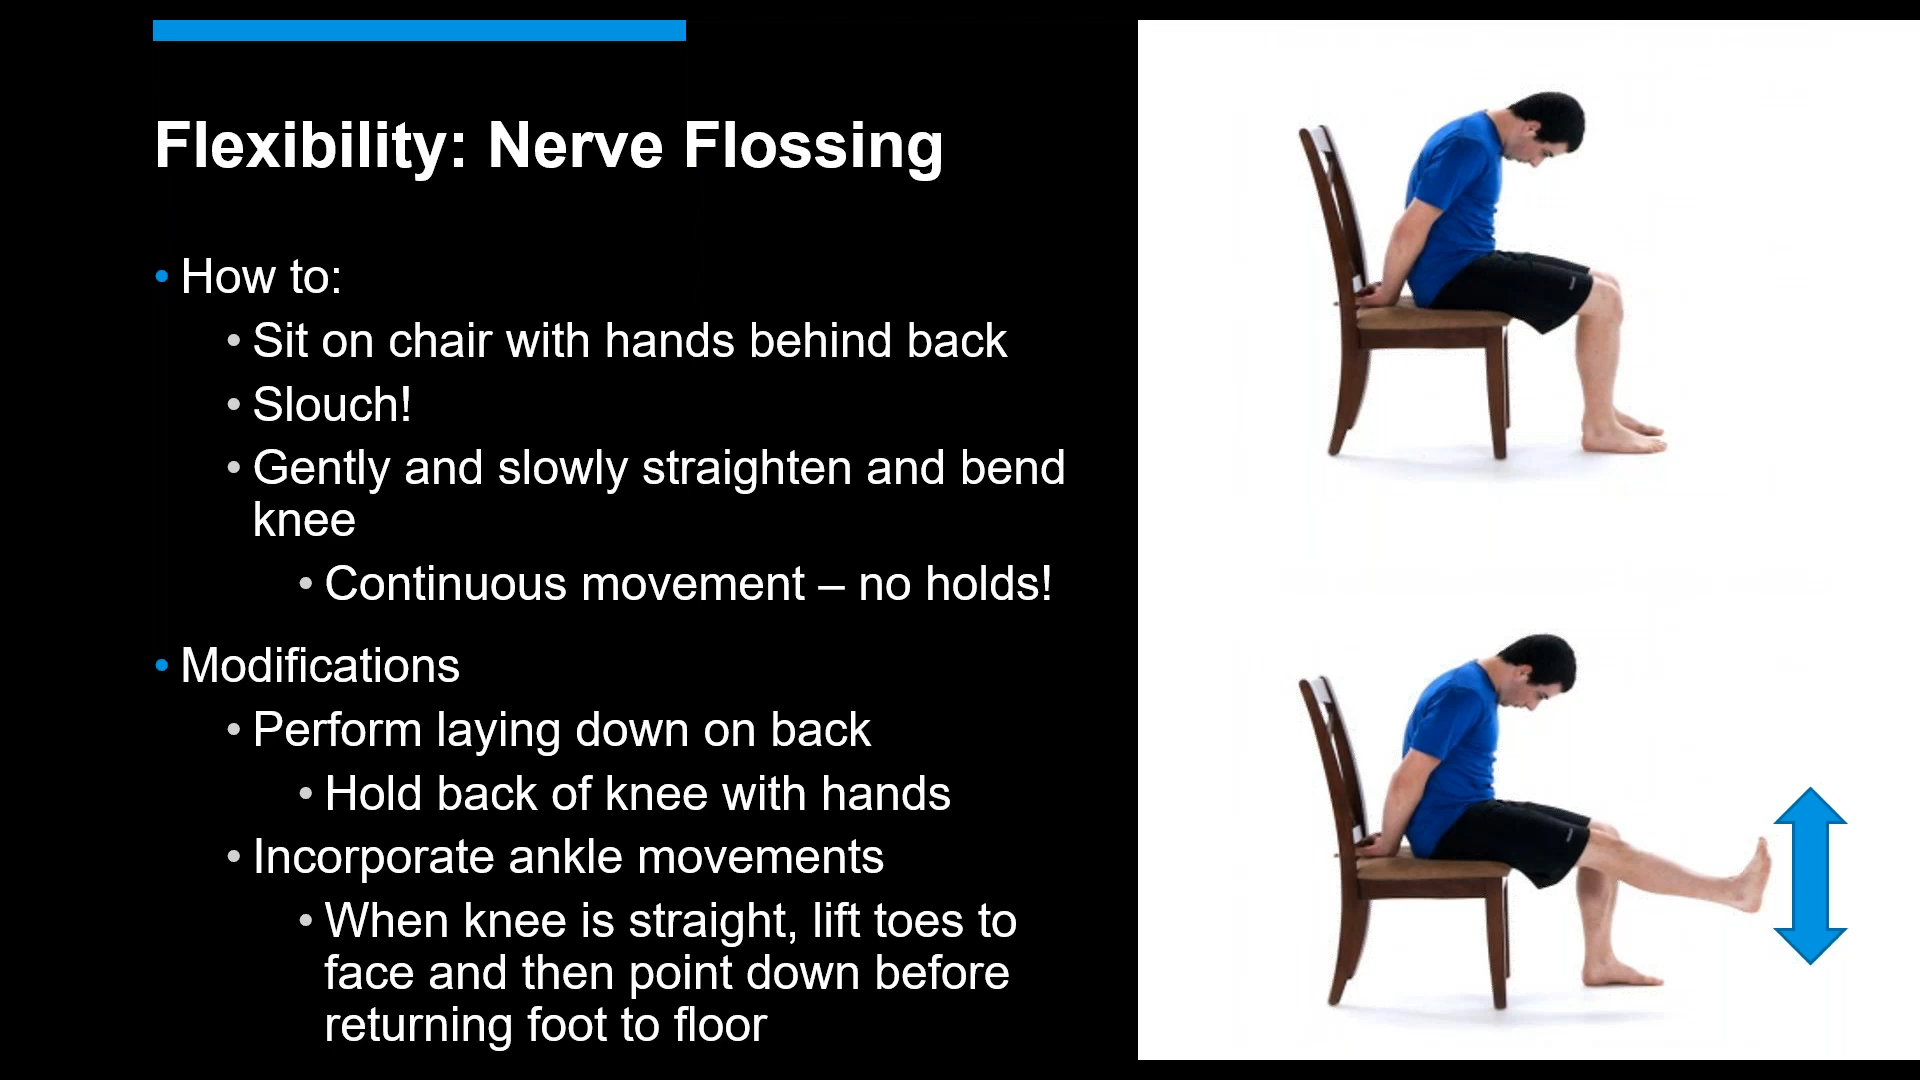 Flexibility: Nerve Flossing
• How to:
• Sit on chair with hands behind back
• Slouch!
• Gently and slowly straighten and bend
knee
• Continuous movement – no holds!
• Modifications
• Perform laying down on back
• Hold back of knee with hands
• Incorporate ankle movements
• When knee is straight, lift toes to
face and then point down before
returning foot to floor